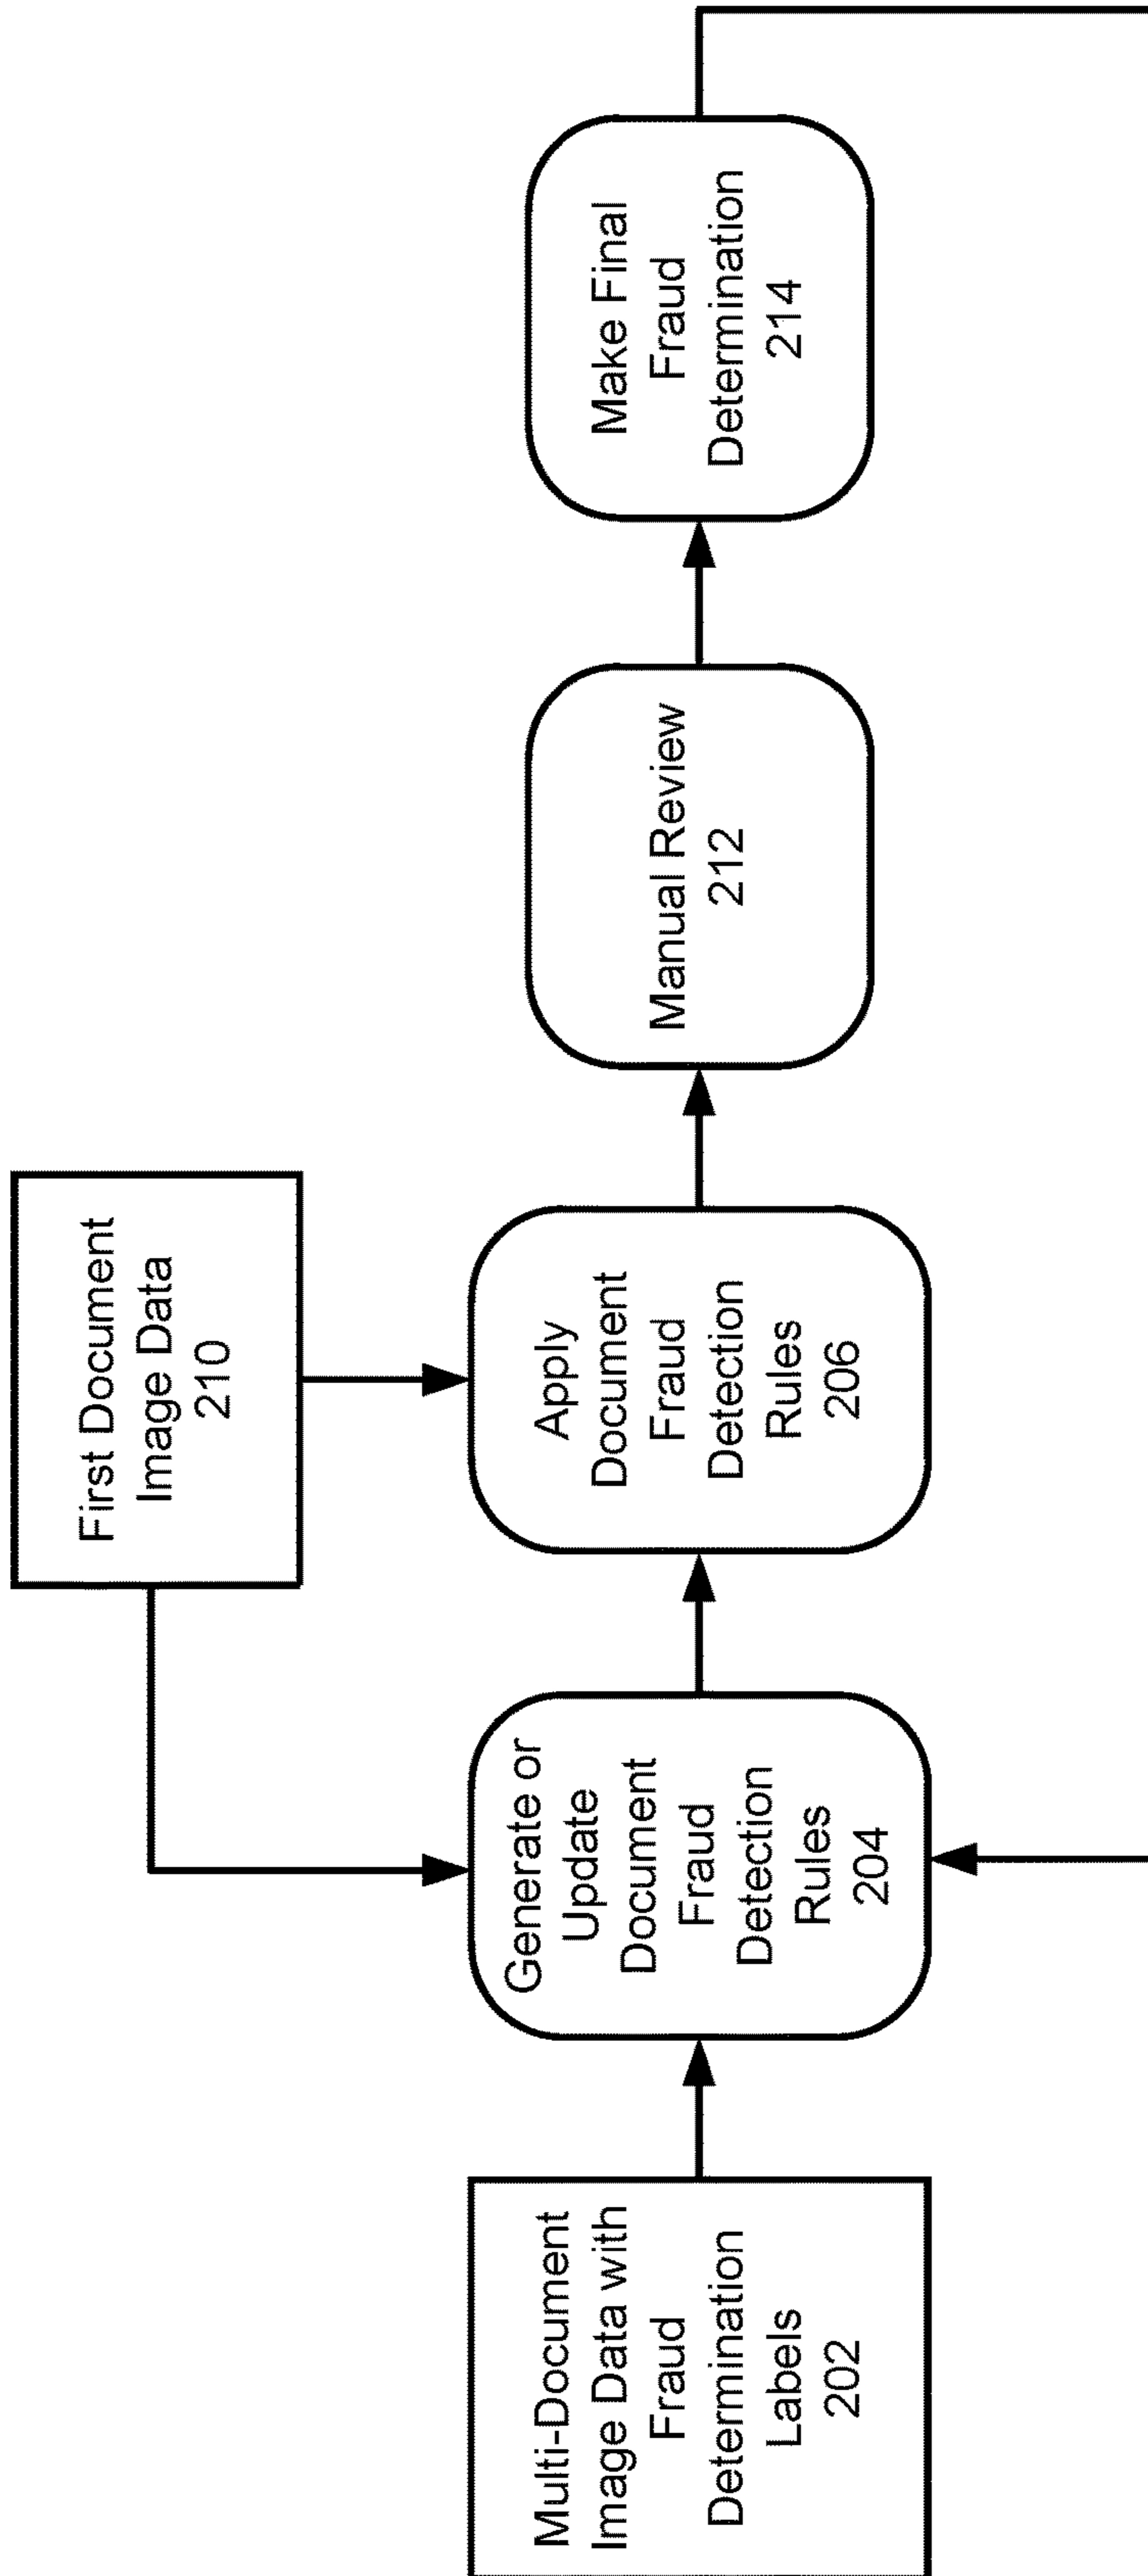 First Document
Image Data
210
Multi-Document
Image Data with
Fraud
Determination
Labels
202
Generate or
Update
Document
Fraud
Detection
Rules
204
Apply
Document
Fraud
Detection
Rules
206
Manual Review
212
Make Final
Fraud
Determination
214